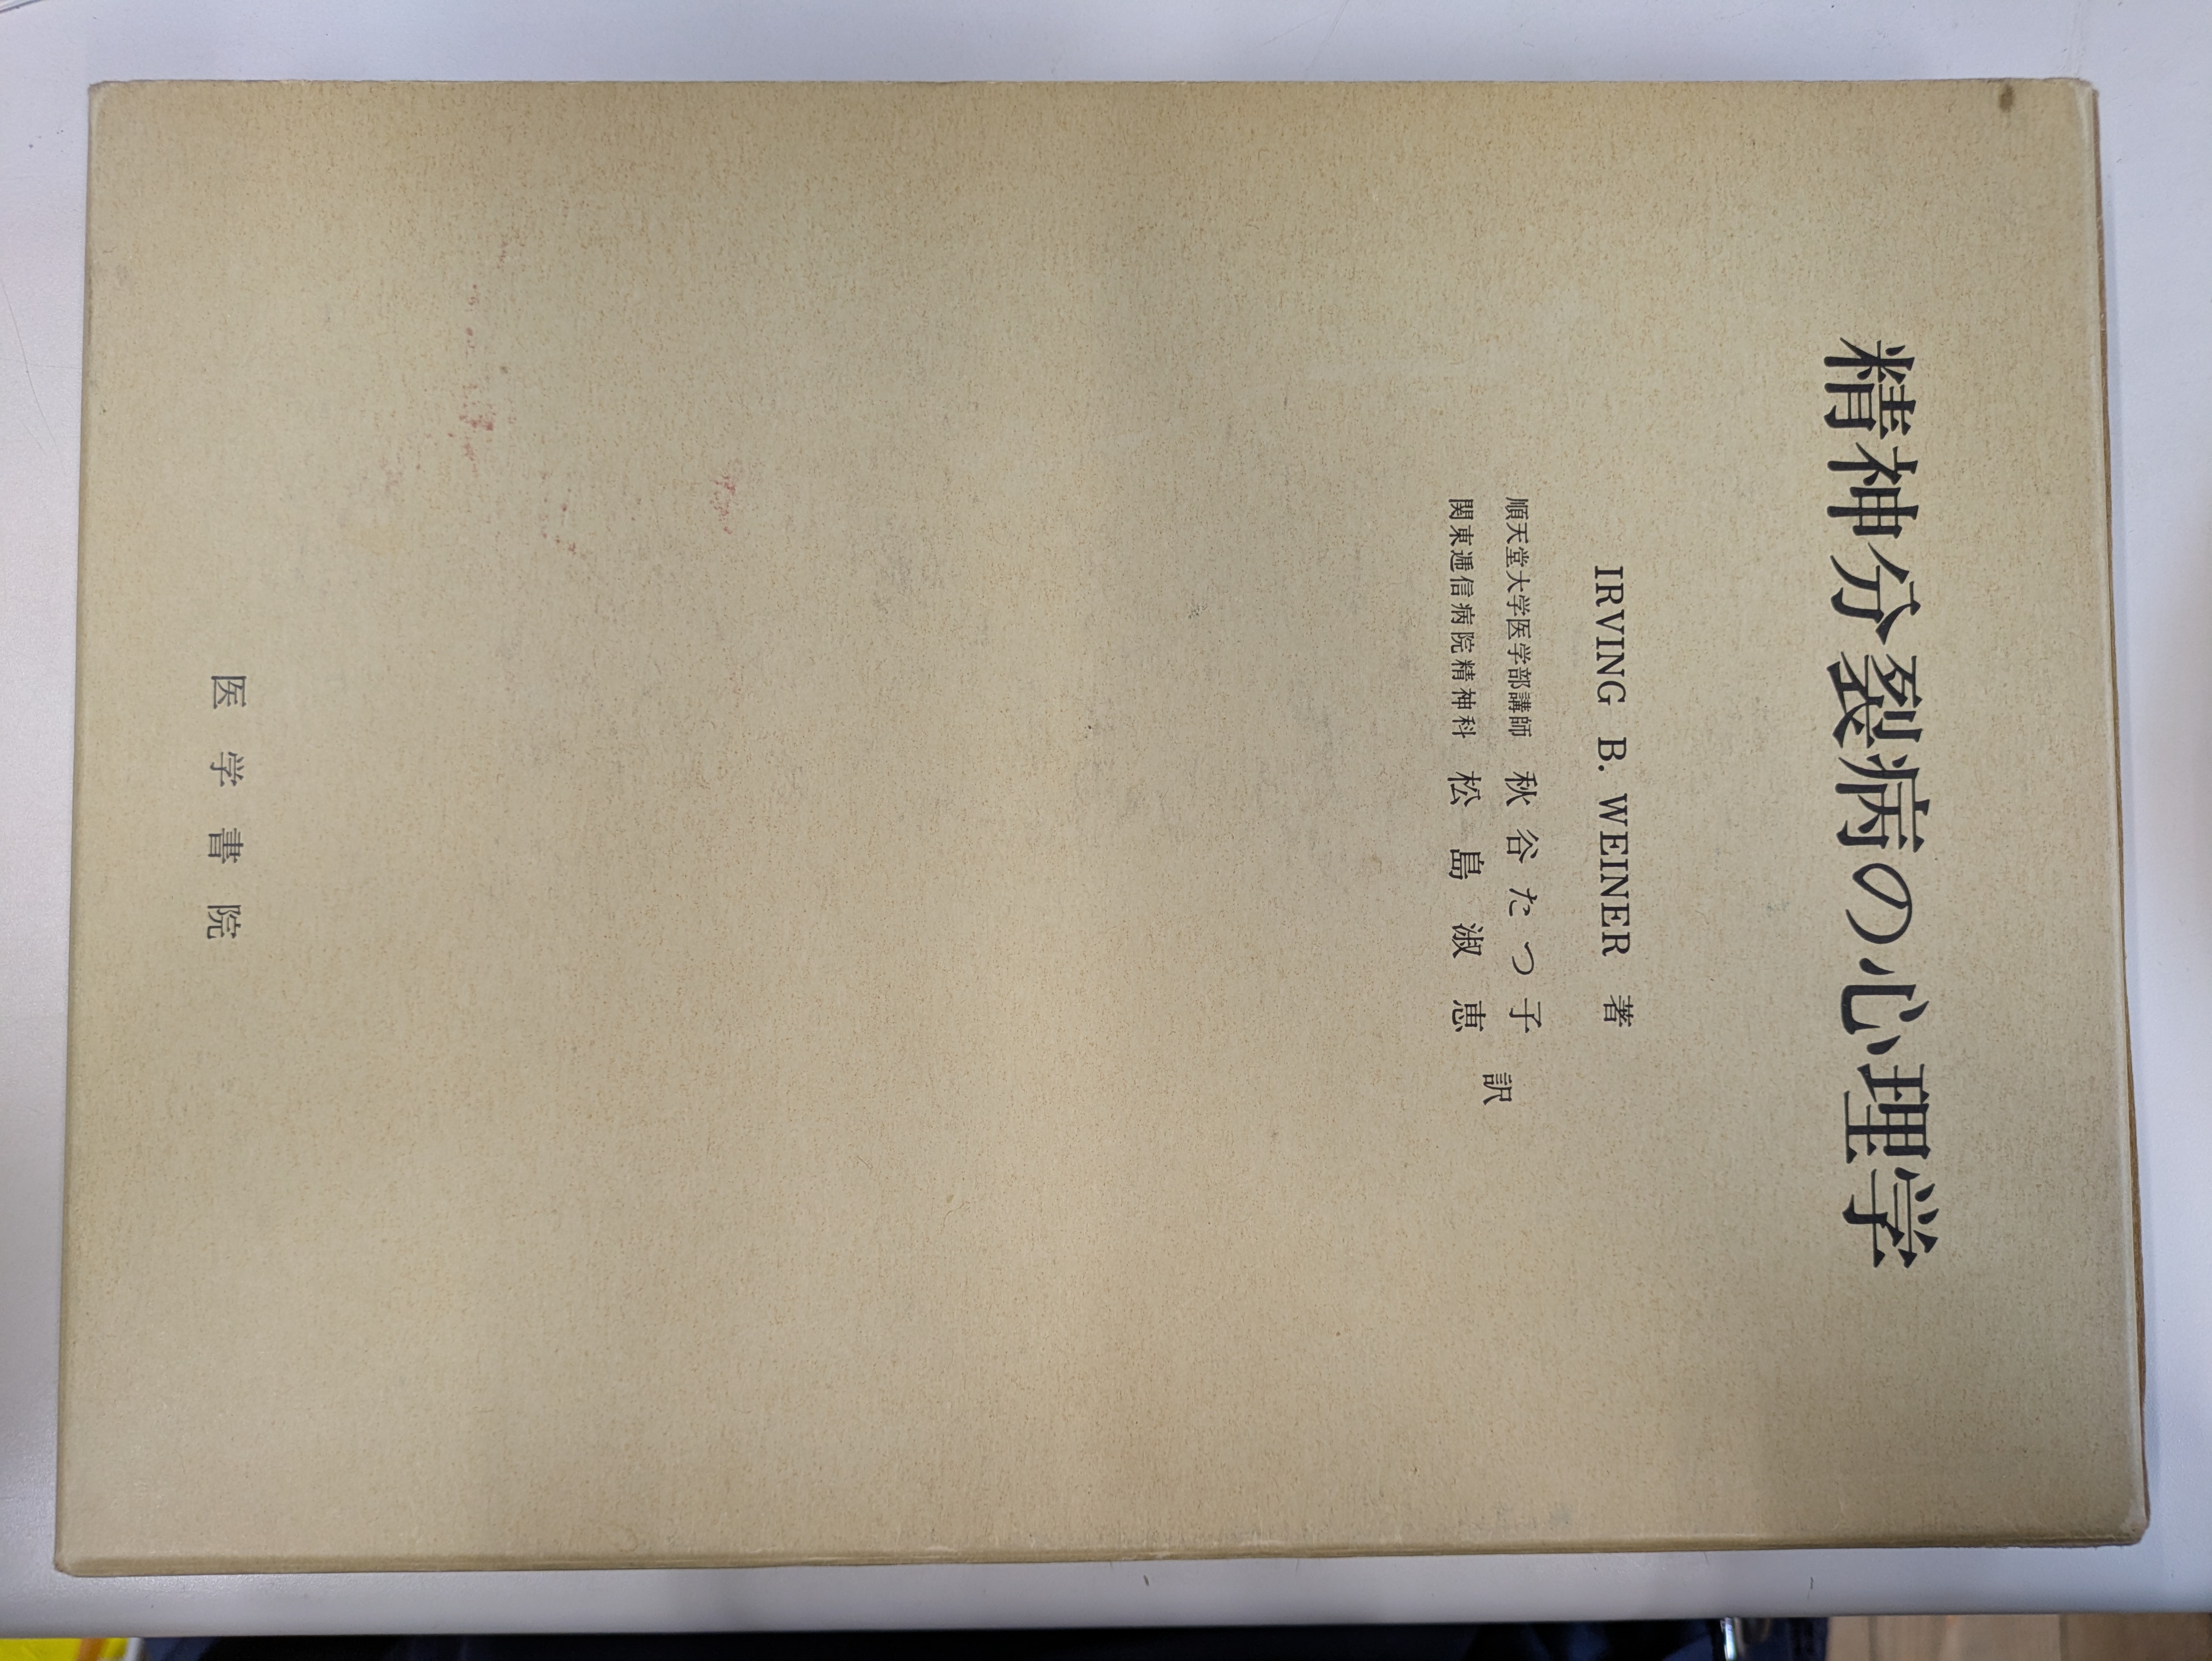 精神分裂病の心理学
IRVING B. WEINER 著
順天堂大学医学部講師 秋谷たつ子
関東逓信病院精神科 松島淑恵
訳
医学書院